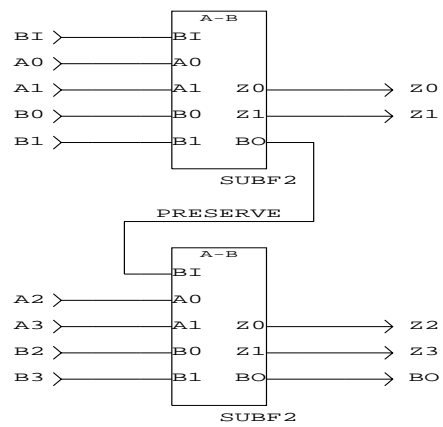 A-B
BI BI
A0 A0
A1 A1 Z0 Z0
B0 B0 Z1 Z1
B1 B1 BO
SUBF2
PRESERVE
A-B
BI
A2 A0
A3 A1 Z0 Z2
B2 B0 Z1 Z3
B3 B1 BO BO
SUBF2